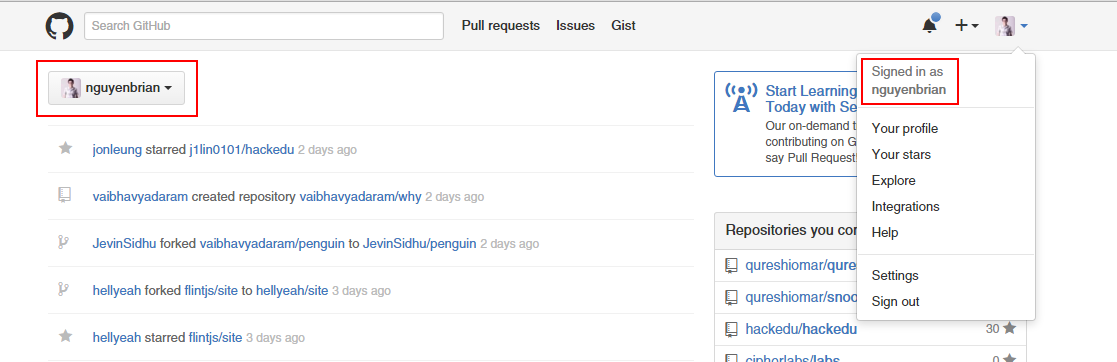 Search GitHub
Pull requests Issues Gist
nguyenbrian
jonleung starred j1lin0101/hackedu 2 days ago
vaibhavyadaram created repository vaibhavyadaram/why 2 days ago
JevinSidhu forked vaibhavyadaram/penguin to JevinSidhu/penguin 2 days ago
hellyeah forked flintjs/site to hellyeah/site 3 days ago
hellyeah starred flintjs/site 3 days ago
Start Learning
Today with Se
Our on-demand t
contributing on G
say Pull Request!
Repositories you con
qureshiomar/qure
qureshiomar/snoo
hackedu/hackedu 30
cipherlabs/labs 0
Signed in as
nguyenbrian
Your profile
Your stars
Explore
Integrations
Help
Settings
Sign out